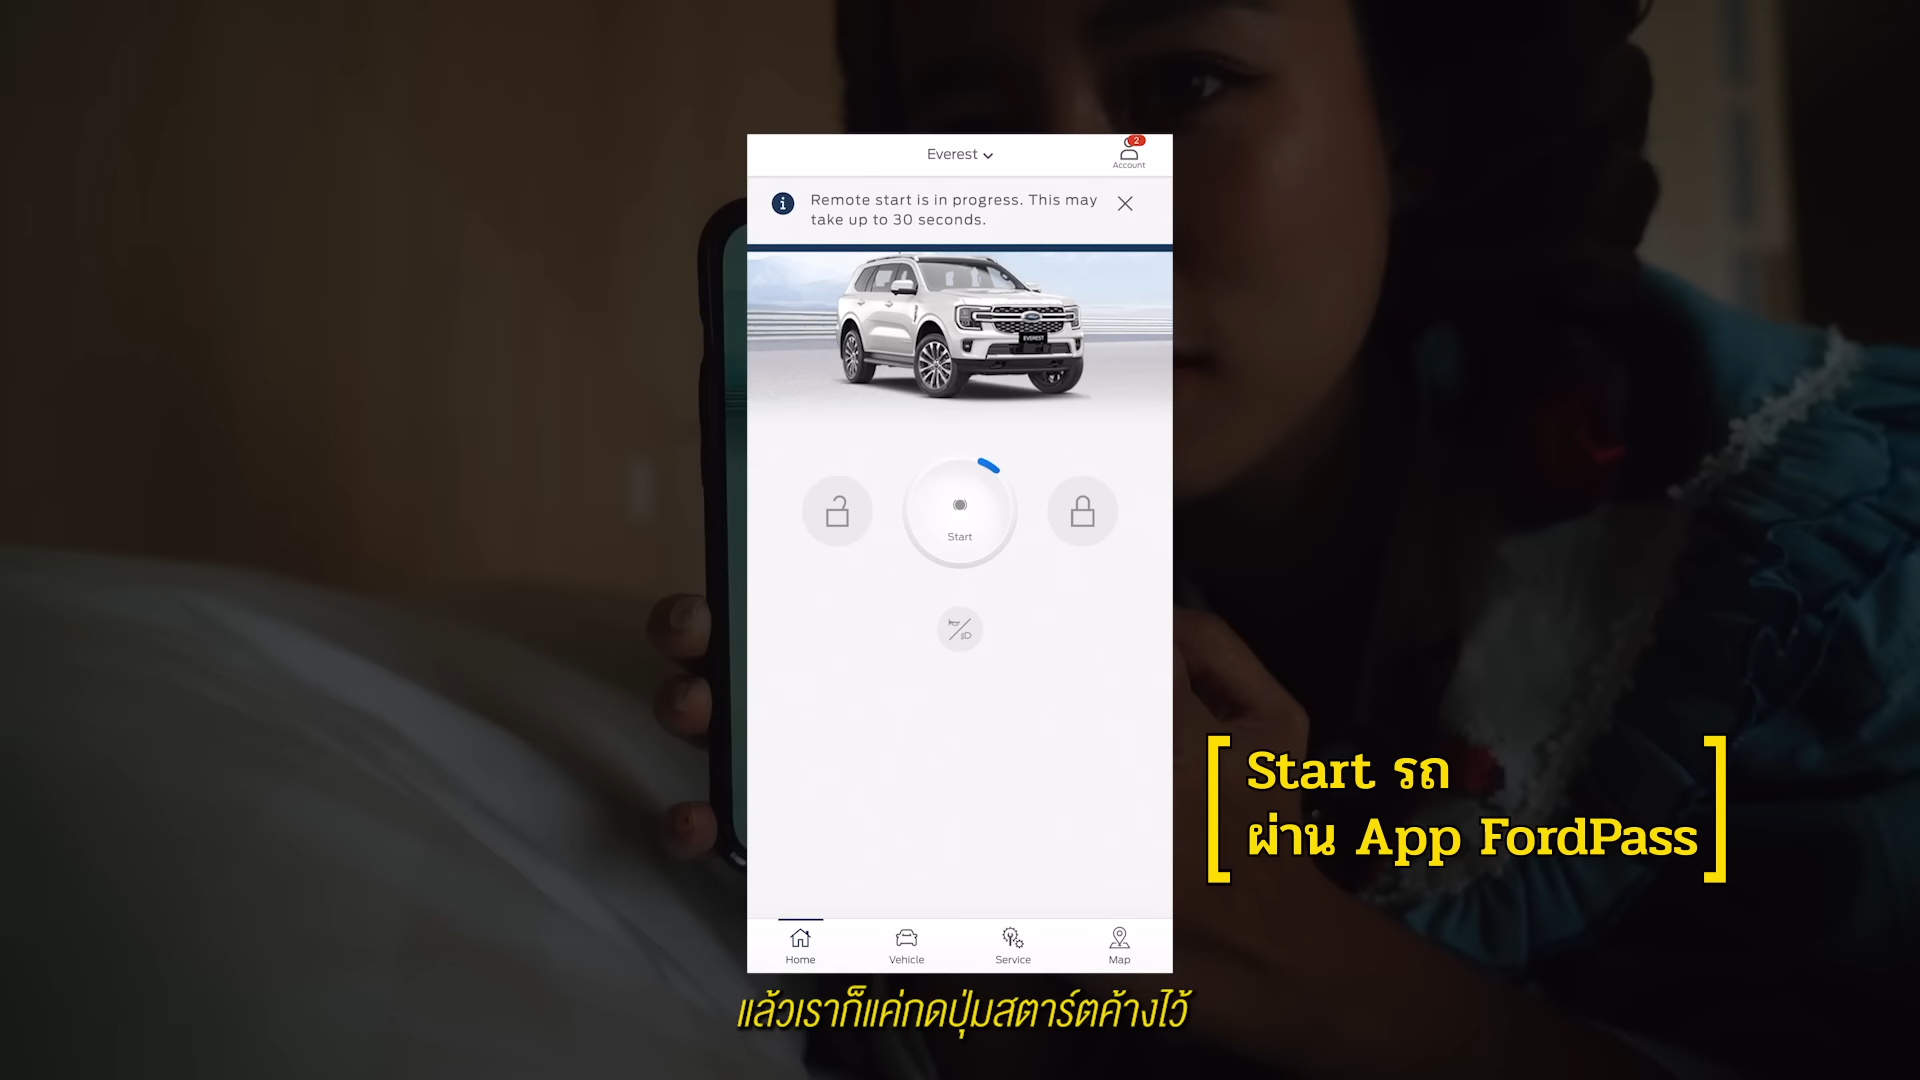 Everest
2
Account
Remote start is in progress. This may
take up to 30 seconds.
EVEREST
Start
Start รถ
ผ่าน App FordPass
Home
Vehicle
Service
Map
แล้วเราก็แค่กดปุ่มสตาร์ตค้างไว้